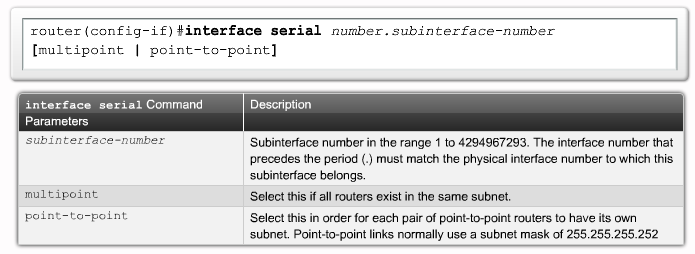 router(config-if)#interface serial number.subinterface-number
[multipoint | point-to-point]
interface serial Command Description
Parameters
subinterface-number Subinterface number in the range 1 to 4294967293. The interface number that
precedes the period (.) must match the physical interface number to which this
subinterface belongs.
multipoint Select this if all routers exist in the same subnet.
point-to-point Select this in order for each pair of point-to-point routers to have its own
subnet. Point-to-point links normally use a subnet mask of 255.255.255.252